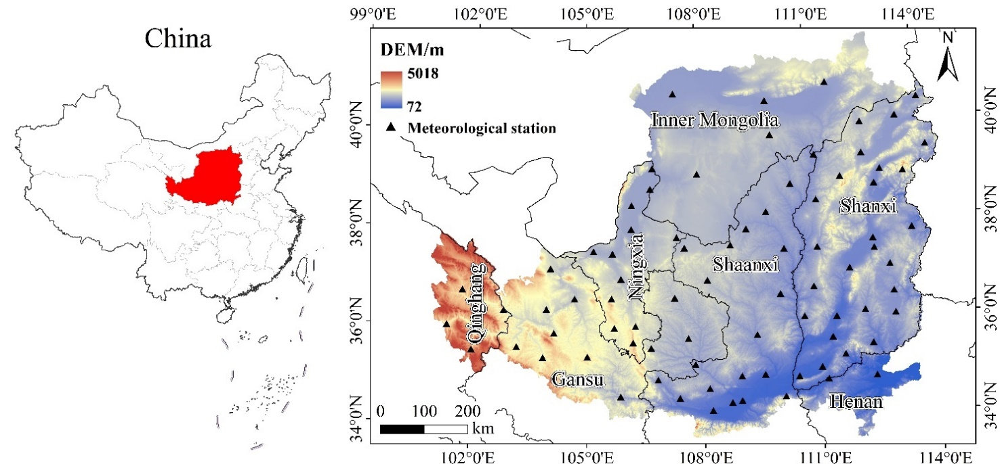 China
99°0'E 102°0'E 105°0'E 108°0'E 111°0'E 114°0'E
DEM/m
5018
72
Meteorological station
N
40°0'N
38°0'N
36°0'N
34°0'N
40°0'N
38°0'N
36°0'N
34°0'N
Inner Mongolia
Shanxi
Ningxia
Shaanxi
Qinghang
Gansu
Henan
0 100 200
km
102°0'E 105°0'E 108°0'E 111°0'E 114°0'E